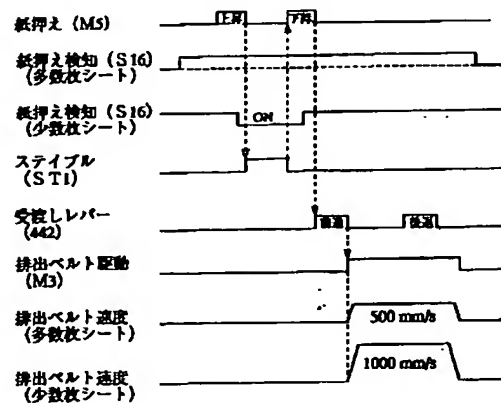 紙押え (M5)
上昇
下降
紙押え検知 (S16)
(多数枚シート)
紙押え検知 (S16)
(少数枚シート)
ON
ステイプル
(ST1)
受渡しレバー
(442)
前進
後退
排出ベルト駆動
(M3)
排出ベルト速度
(多数枚シート)
500 mm/s
排出ベルト速度
(少数枚シート)
1000 mm/s